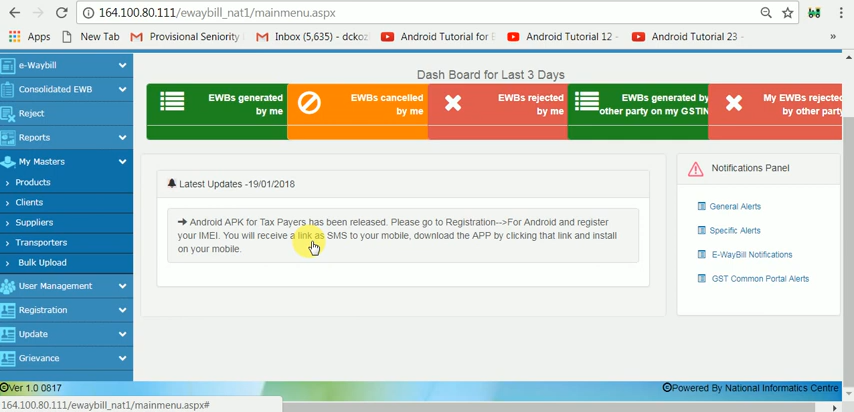 164.100.80.111/ewaybill_nat1/mainmenu.aspx
Apps
New Tab
Provisional Seniority
Inbox (5,635) - dckoz
Android Tutorial for B
Android Tutorial 12 -
Android Tutorial 23 -
»
e-Waybill
Consolidated EWB
Reject
Reports
My Masters
Products
Clients
Suppliers
Transporters
Bulk Upload
User Management
Registration
Update
Grievance
Dash Board for Last 3 Days
EWBs generated
by me
EWBs cancelled
by me
EWBs rejected
by me
EWBs generated by
other party on my GSTIN
My EWBs rejected
by other party
Latest Updates -19/01/2018
Android APK for Tax Payers has been released. Please go to Registration-->For Android and register
your IMEI. You will receive a link as SMS to your mobile, download the APP by clicking that link and install
on your mobile.
Notifications Panel
General Alerts
Specific Alerts
E-WayBill Notifications
GST Common Portal Alerts
©Ver 1.0 0817
©Powered By National Informatics Centre
164.100.80.111/ewaybill_nat1/mainmenu.aspx#